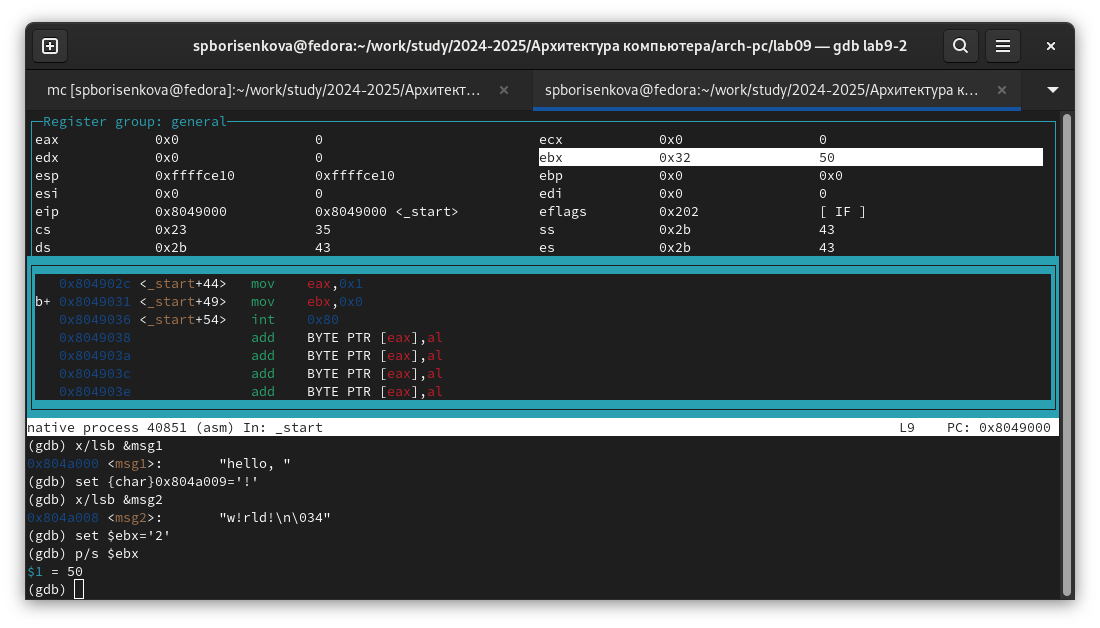 spborisenkova@fedora:~/work/study/2024-2025/Архитектура компьютера/arch-pc/lab09 — gdb lab9-2
mc [spborisenkova@fedora]:~/work/study/2024-2025/Архитект... × spborisenkova@fedora:~/work/study/2024-2025/Архитектура к... ×
Register group: general
eax 0x0 0 ecx 0x0 0
edx 0x0 0 ebx 0x32 50
esp 0xffffce10 0xffffce10 ebp 0x0 0x0
esi 0x0 0 edi 0x0 0
eip 0x8049000 0x8049000 <_start> eflags 0x202 [ IF ]
cs 0x23 35 ss 0x2b 43
ds 0x2b 43 es 0x2b 43
0x804902c <_start+44> mov eax,0x1
b+ 0x8049031 <_start+49> mov ebx,0x0
0x8049036 <_start+54> int 0x80
0x8049038 add BYTE PTR [eax],al
0x804903a add BYTE PTR [eax],al
0x804903c add BYTE PTR [eax],al
0x804903e add BYTE PTR [eax],al
native process 40851 (asm) In: _start L9 PC: 0x8049000
(gdb) x/lsb &msg1
0x804a000 <msg1>: "hello, "
(gdb) set {char}0x804a009='!'
(gdb) x/lsb &msg2
0x804a008 <msg2>: "w!rld!\n\034"
(gdb) set $ebx='2'
(gdb) p/s $ebx
$1 = 50
(gdb)